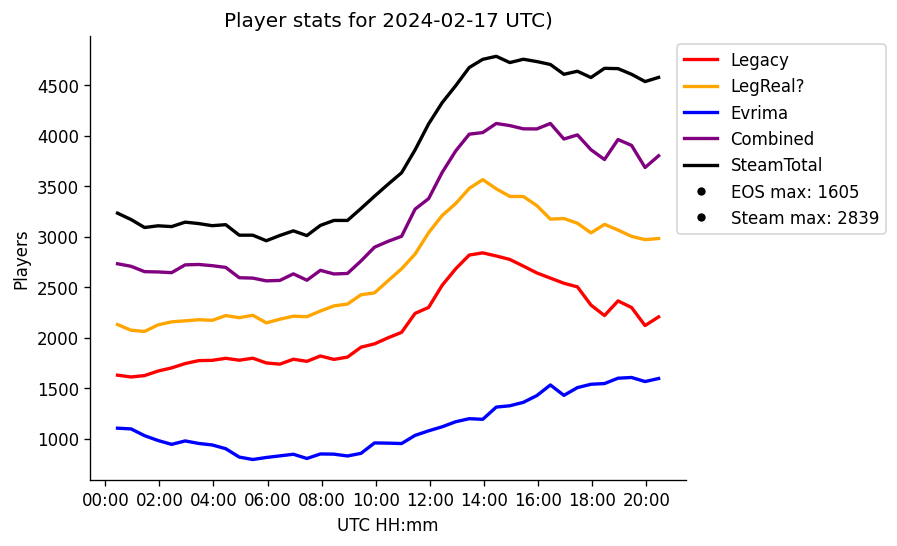 Player stats for 2024-02-17 UTC)
Legacy
LegReal?
Evrima
Combined
SteamTotal
EOS max: 1605
Steam max: 2839
Players
4500
4000
3500
3000
2500
2000
1500
1000
00:00 02:00 04:00 06:00 08:00 10:00 12:00 14:00 16:00 18:00 20:00
UTC HH:mm